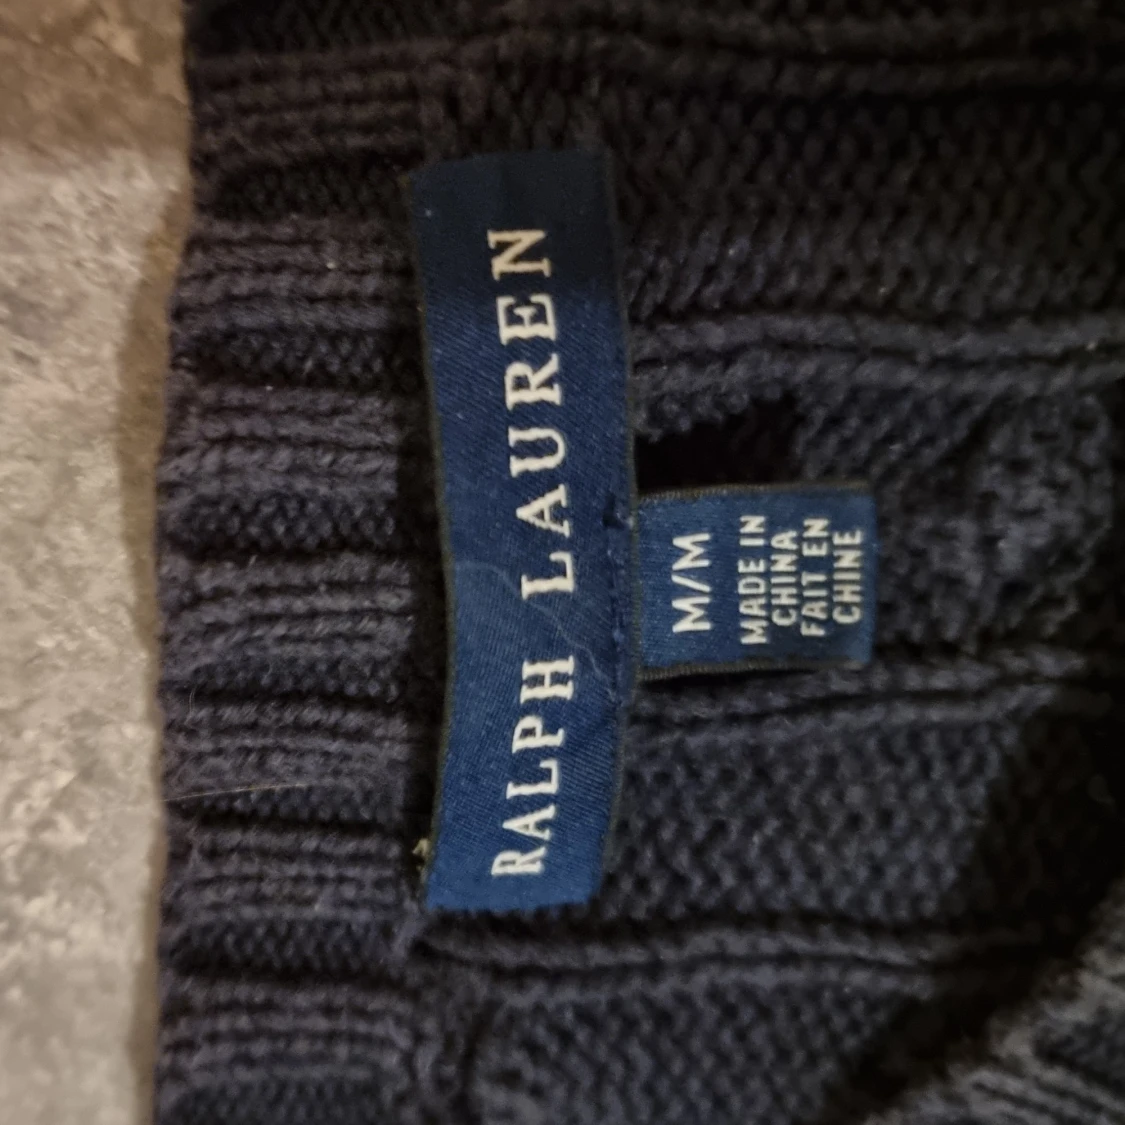 RALPH LAUREN
M/M
MADE IN
CHINA
FAIT EN
CHINE